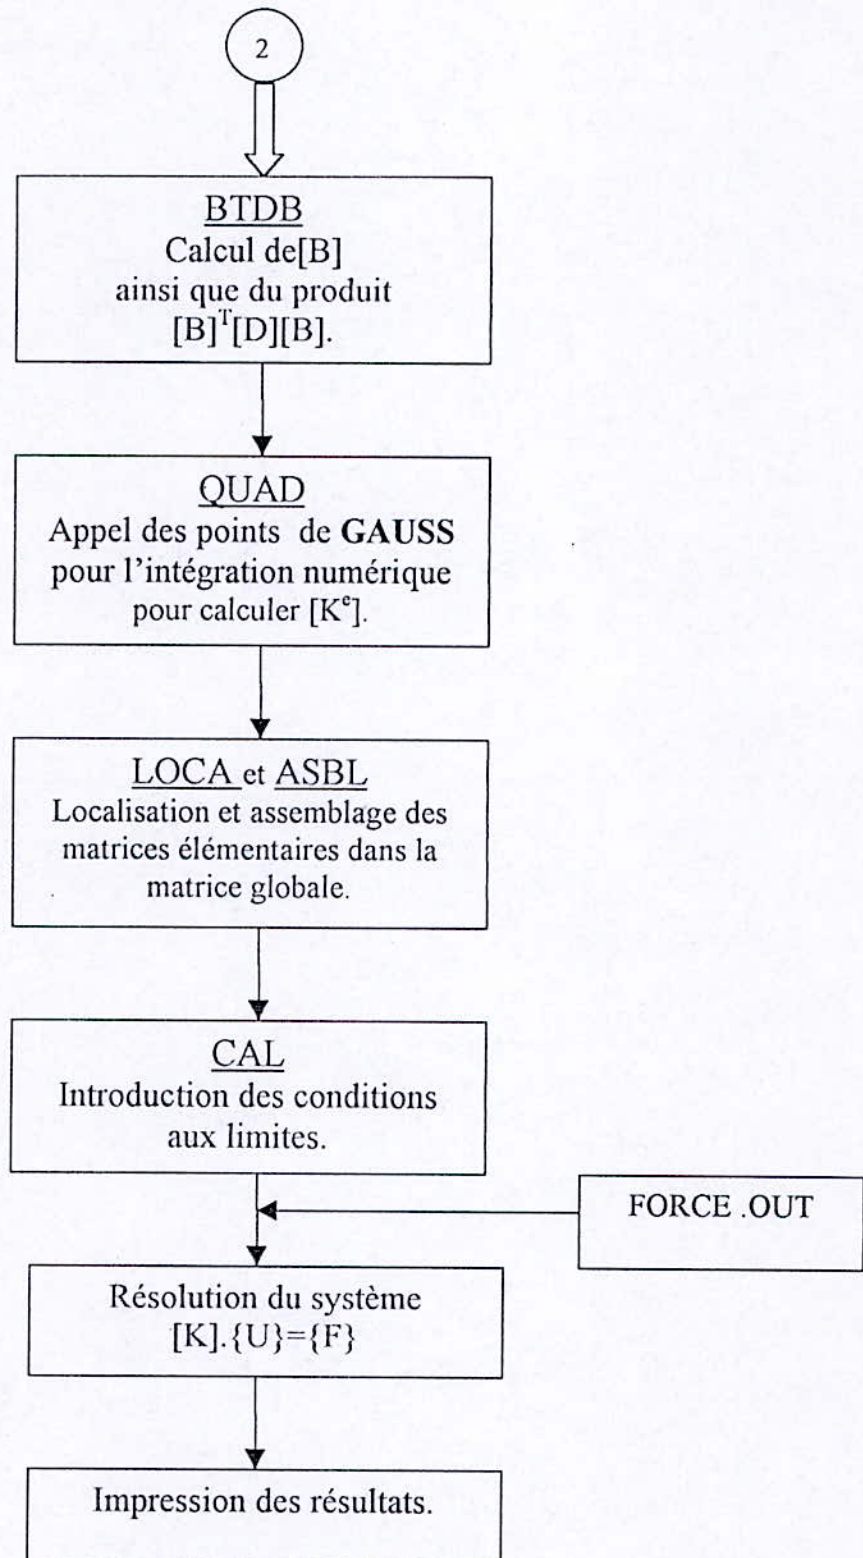 2
BTDB
Calcul de[B]
ainsi que du produit
[B]ᵀ[D][B].
QUAD
Appel des points de GAUSS
pour l'intégration numérique
pour calculer [Kᵉ].
LOCA et ASBL
Localisation et assemblage des
matrices élémentaires dans la
matrice globale.
CAL
Introduction des conditions
aux limites.
FORCE .OUT
Résolution du système
[K].{U}={F}
Impression des résultats.